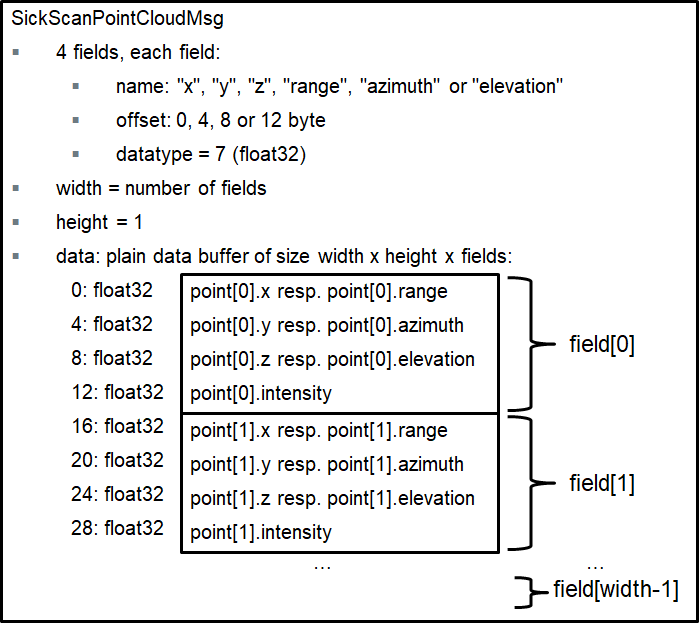 SickScanPointCloudMsg
▪ 4 fields, each field:
▪ name: "x", "y", "z", "range", "azimuth" or "elevation"
▪ offset: 0, 4, 8 or 12 byte
▪ datatype = 7 (float32)
▪ width = number of fields
▪ height = 1
▪ data: plain data buffer of size width x height x fields:
0: float32 point[0].x resp. point[0].range
4: float32 point[0].y resp. point[0].azimuth
field[0]
8: float32 point[0].z resp. point[0].elevation
12: float32 point[0].intensity
16: float32 point[1].x resp. point[1].range
20: float32 point[1].y resp. point[1].azimuth
field[1]
24: float32 point[1].z resp. point[1].elevation
28: float32 point[1].intensity
... ...
field[width-1]